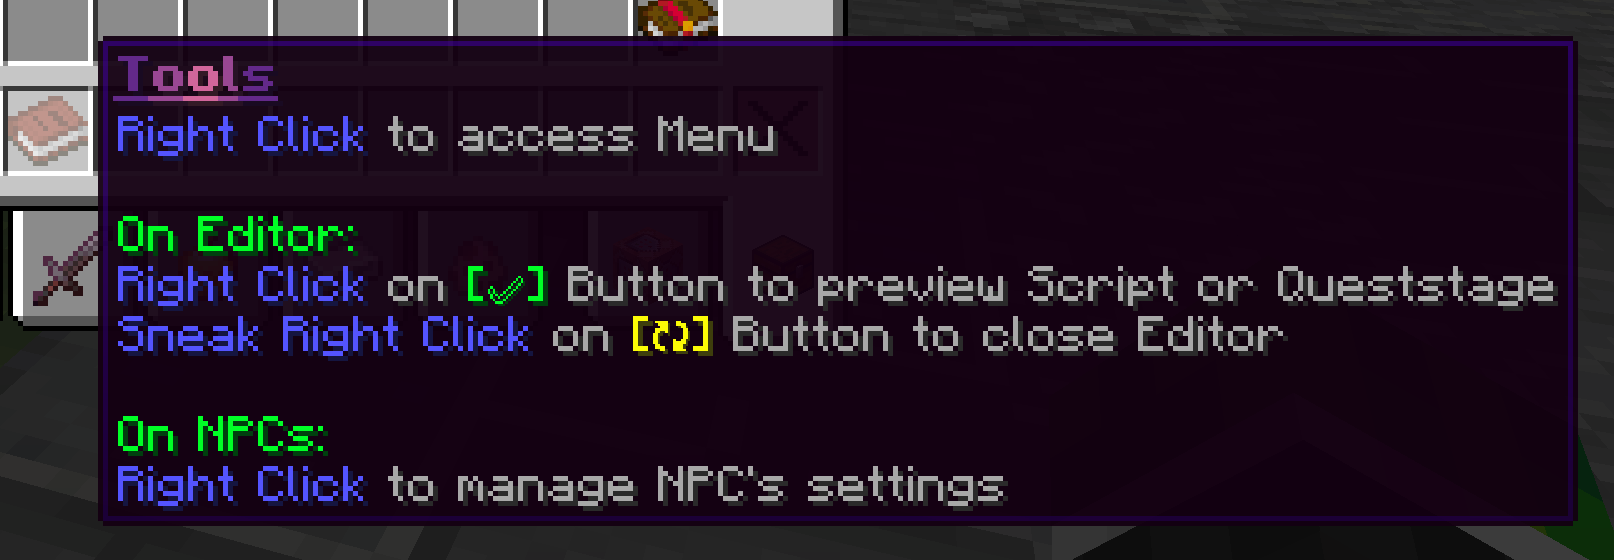 Tools
Right Click to access Menu
On Editor:
Right Click on [✓] Button to preview Script or Queststage
Sneak Right Click on [🗘] Button to close Editor
On NPCs:
Right Click to manage NPC's settings